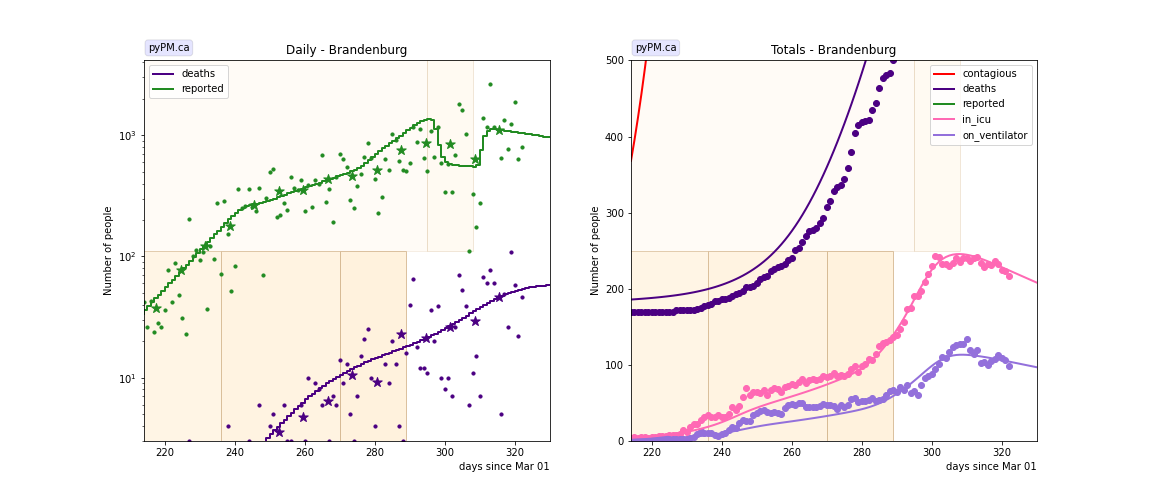 pyPM.ca
Daily - Brandenburg
deaths
reported
Number of people
10³
10²
10¹
220 240 260 280 300 320
days since Mar 01
pyPM.ca
Totals - Brandenburg
contagious
deaths
reported
in_icu
on_ventilator
Number of people
500
400
300
200
100
0
220 240 260 280 300 320
days since Mar 01